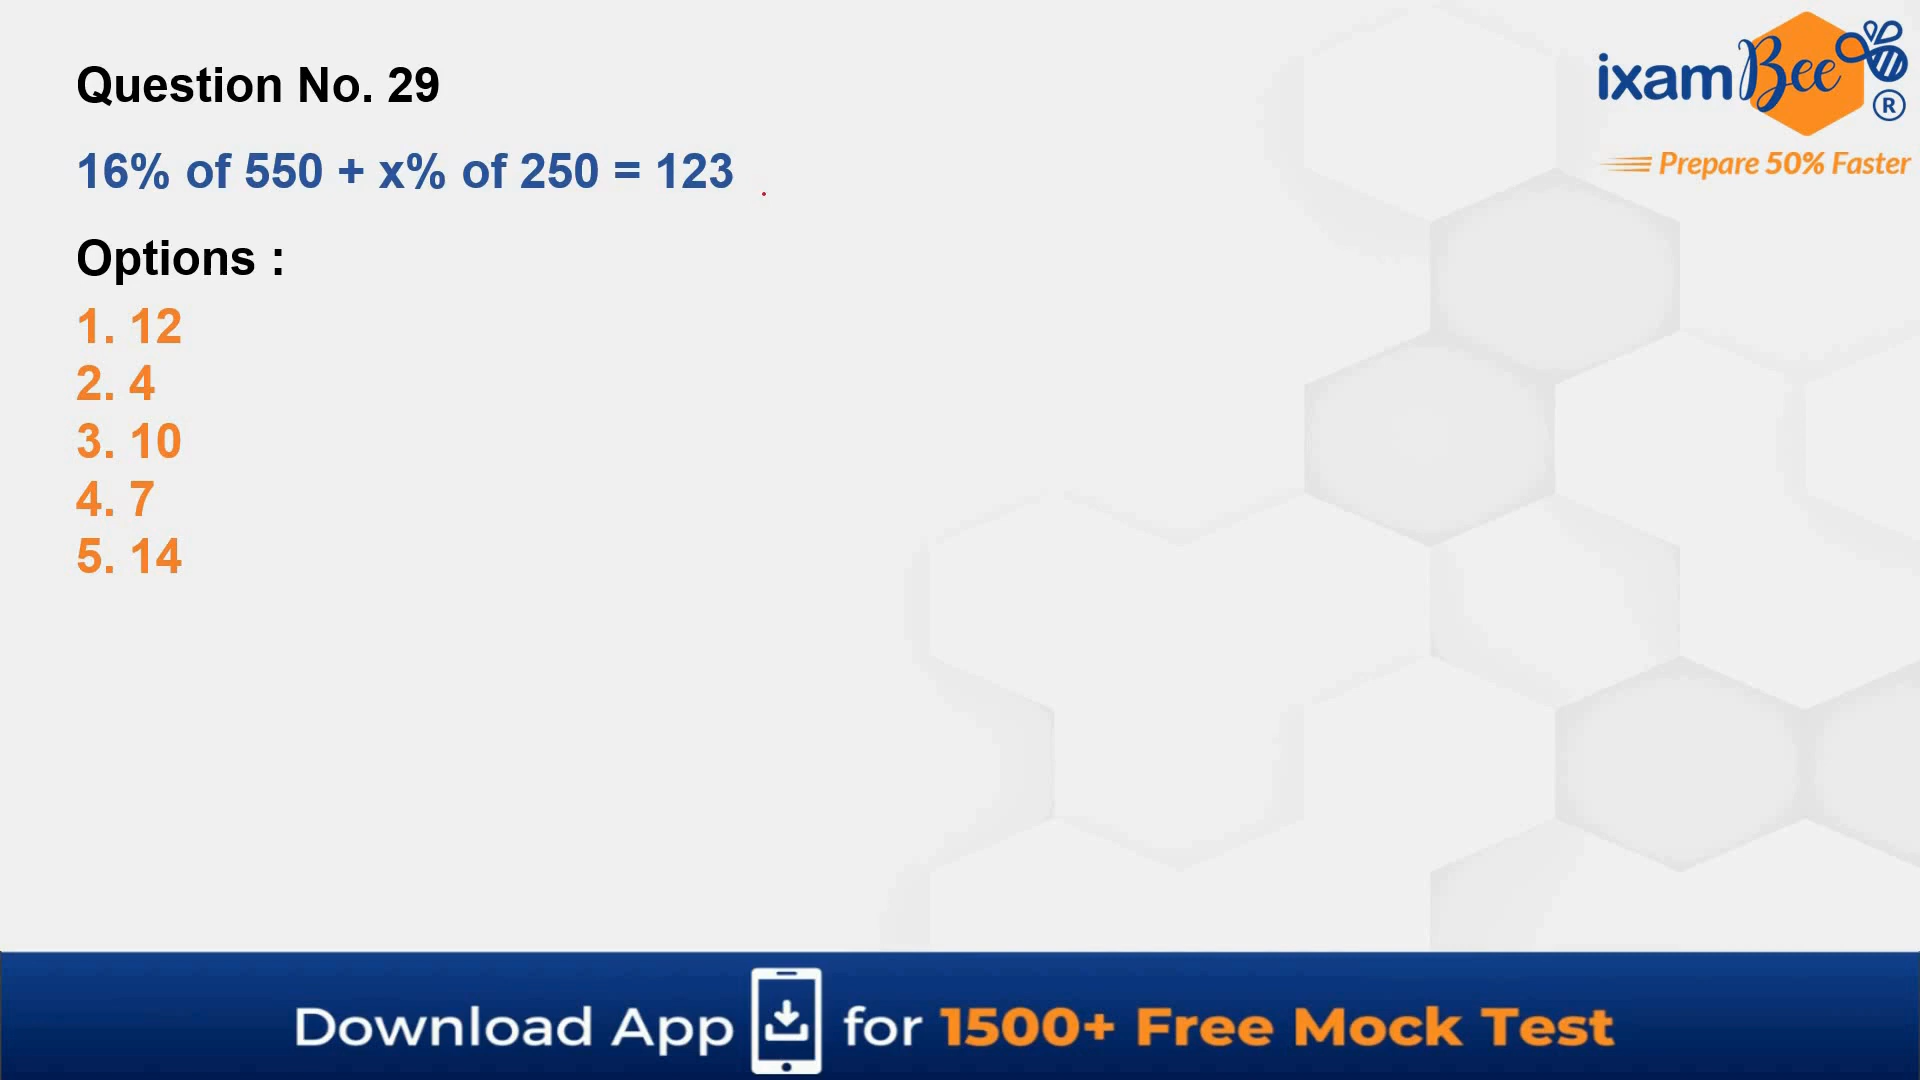 Question No. 29
16% of 550 + x% of 250 = 123
Options :
1. 12
2. 4
3. 10
4. 7
5. 14
ixamBee ®
Prepare 50% Faster
Download App for 1500+ Free Mock Test